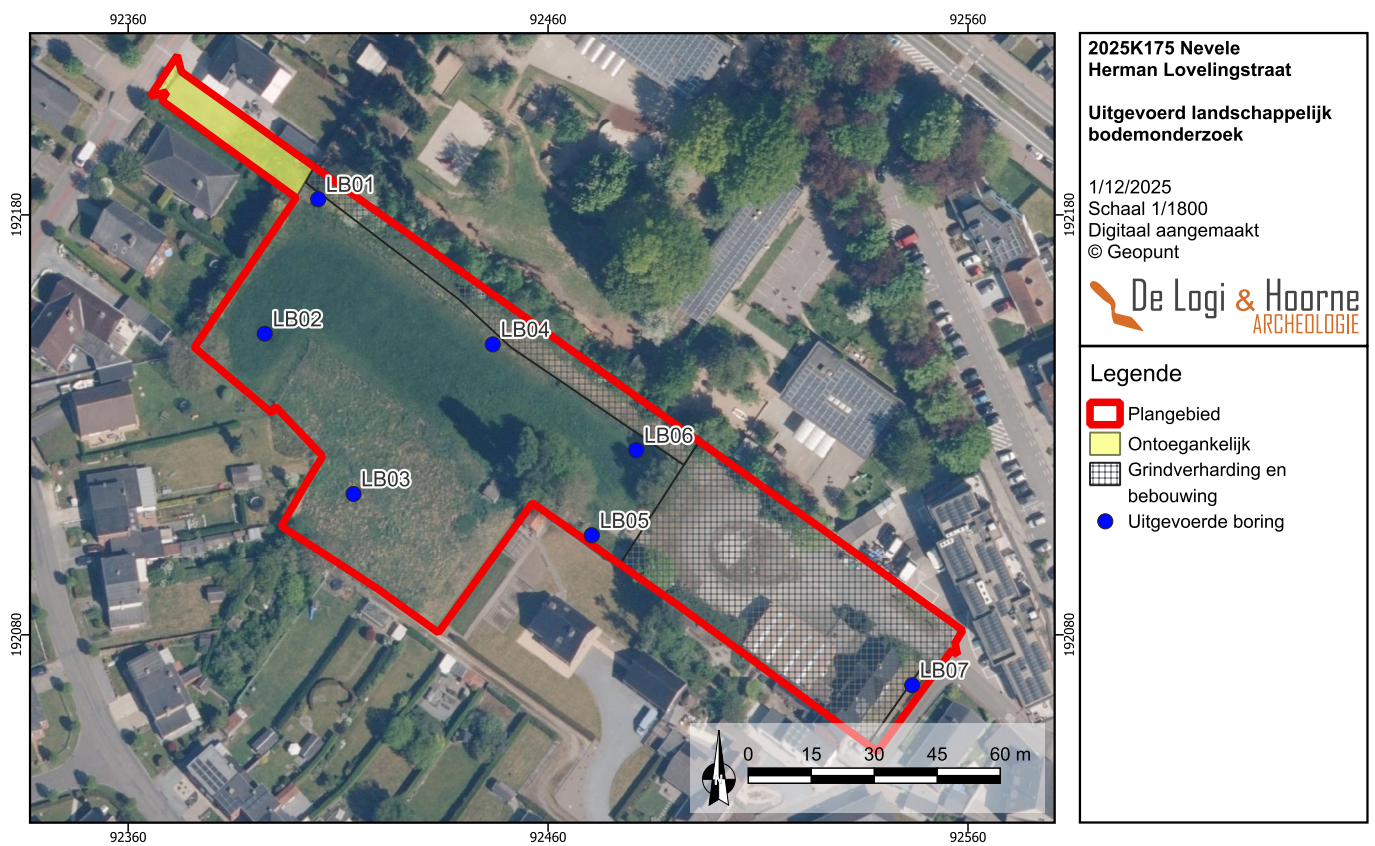 92360
92460
92560
192180
192180
192080
192080
LB01
LB02
LB04
LB06
LB03
LB05
LB07
0 15 30 45 60 m
92360
92460
92560
2025K175 Nevele
Herman Lovelingstraat
Uitgevoerd landschappelijk
bodemonderzoek
1/12/2025
Schaal 1/1800
Digitaal aangemaakt
© Geopunt
De Logi & Hoorne
ARCHEOLOGIE
Legende
Plangebied
Ontoegankelijk
Grindverharding en
bebouwing
Uitgevoerde boring